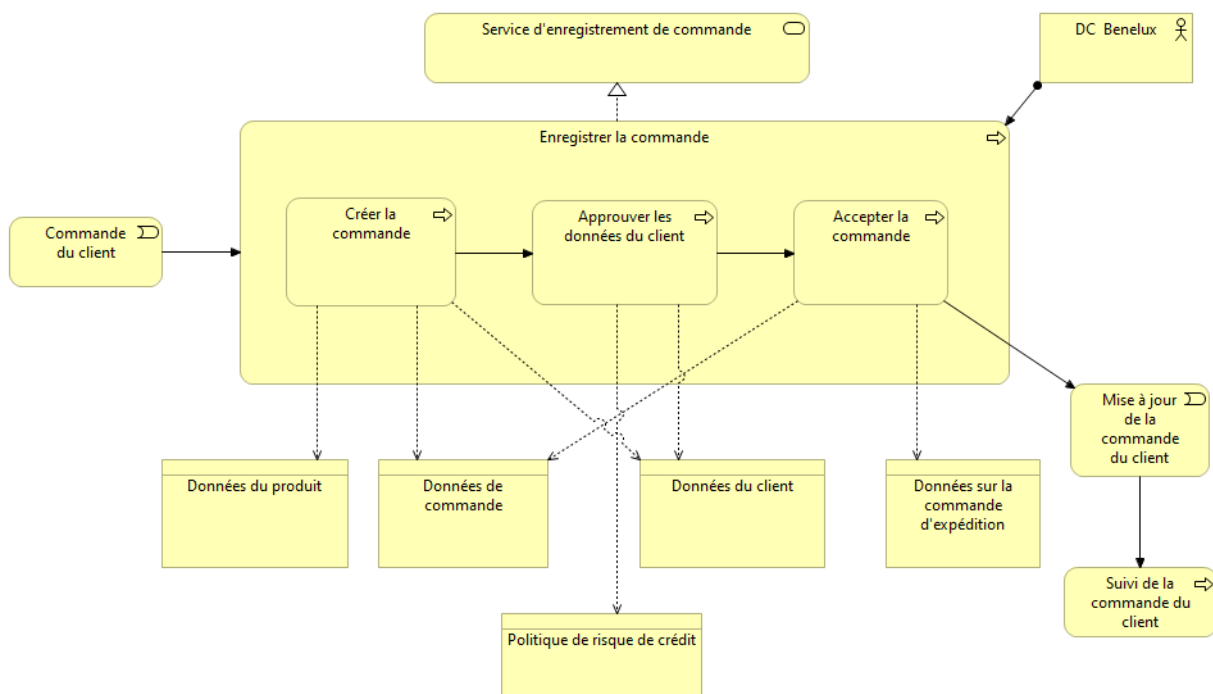 Service d'enregistrement de commande
DC  Benelux
Enregistrer la commande
Commande
du client
Créer la
commande
Approuver les
données du client
Accepter la
commande
Mise à jour
de la
commande
du client
Données du produit
Données de
commande
Données du client
Données sur la
commande
d'expédition
Suivi de la
commande du
client
Politique de risque de crédit